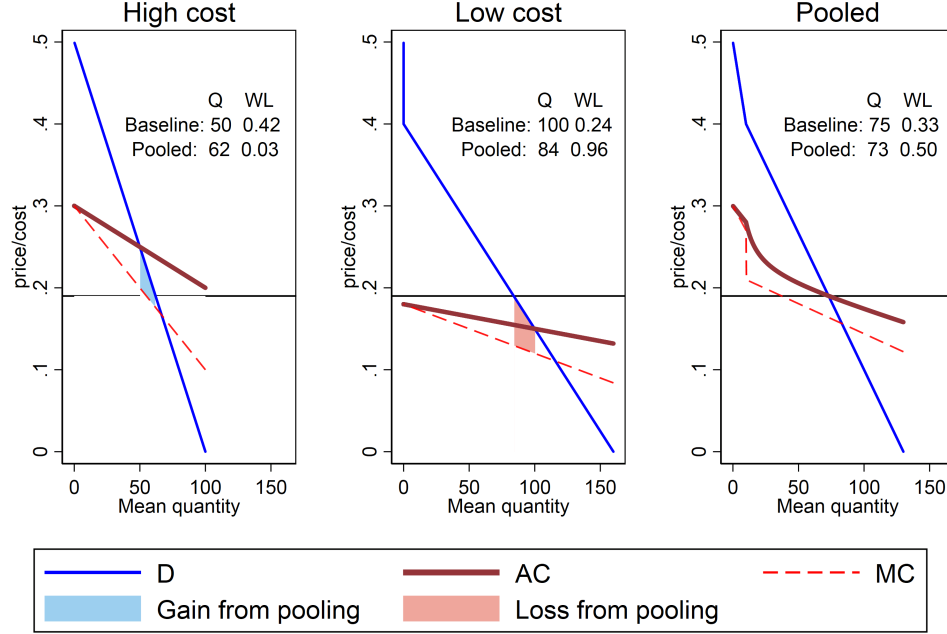 High cost
Low cost
Pooled
price/cost
.5
.4
.3
.2
.1
0
Q WL
Baseline: 50 0.42
Pooled: 62 0.03
0 50 100 150
Mean quantity
price/cost
.5
.4
.3
.2
.1
0
Q WL
Baseline: 100 0.24
Pooled: 84 0.96
0 50 100 150
Mean quantity
price/cost
.5
.4
.3
.2
.1
0
Q WL
Baseline: 75 0.33
Pooled: 73 0.50
0 50 100 150
Mean quantity
D AC MC
Gain from pooling Loss from pooling